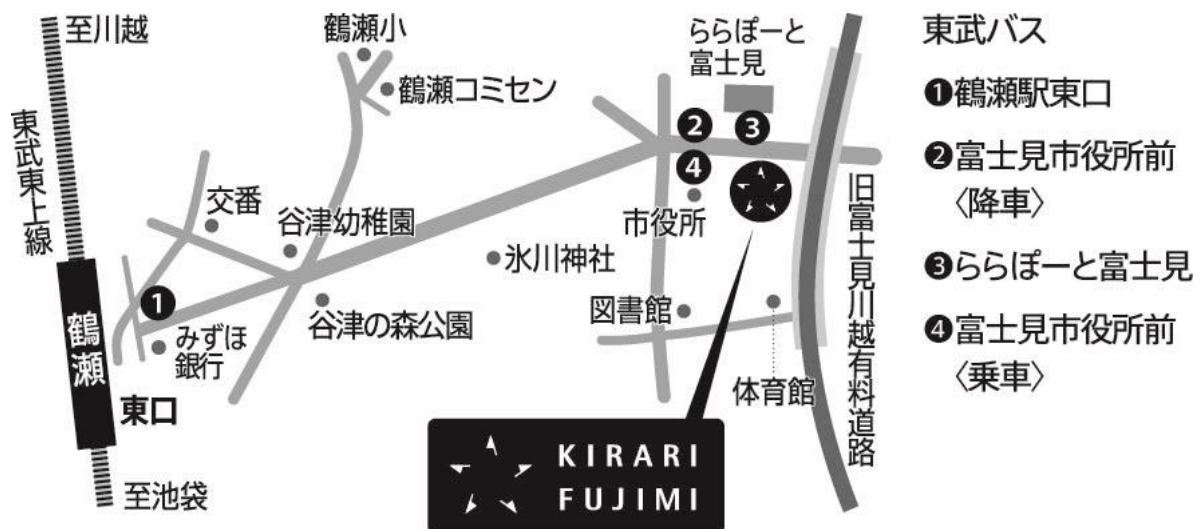 至川越
鶴瀬小
鶴瀬コミセン
ららぽーと
富士見
東武東上線
交番
谷津幼稚園
❷
❸
❹
市役所
旧富士見川越有料道路
氷川神社
❶
谷津の森公園
図書館
みずほ
銀行
鶴瀬
東口
体育館
至池袋
KIRARI
FUJIMI
東武バス
❶鶴瀬駅東口
❷富士見市役所前
〈降車〉
❸ららぽーと富士見
❹富士見市役所前
〈乗車〉